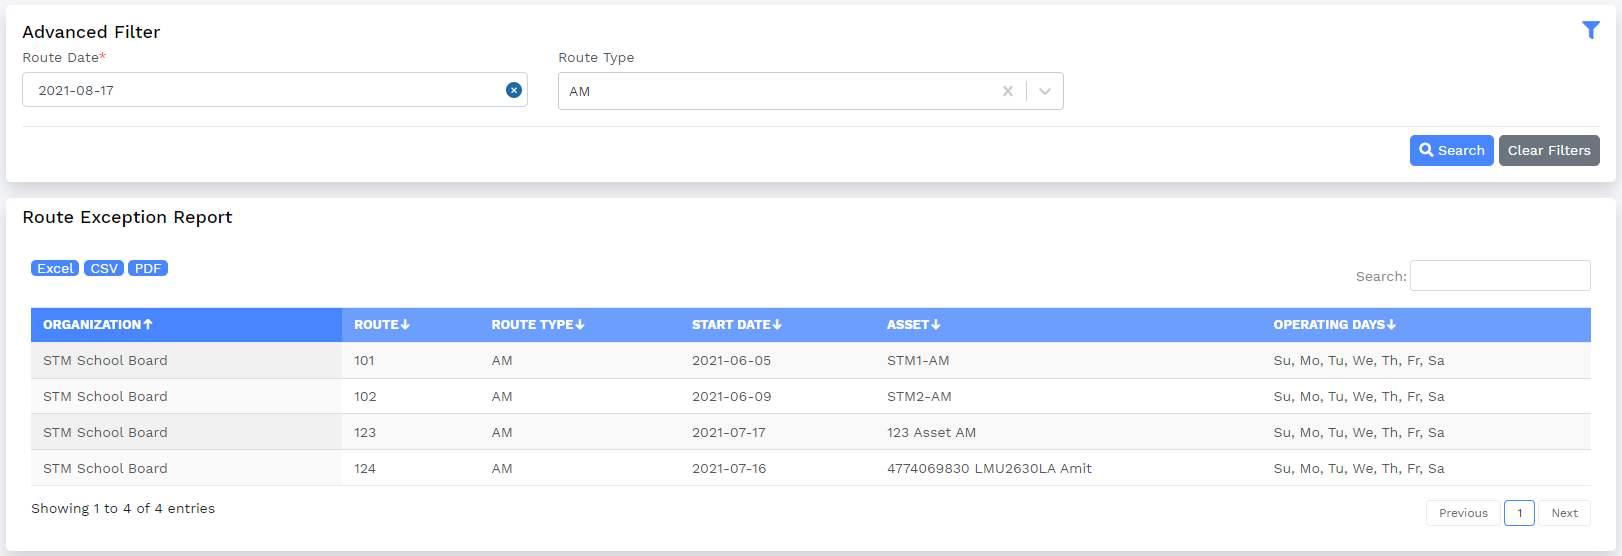 Advanced Filter
Route Date* Route Type
2021-08-17 AM
Search Clear Filters
Route Exception Report
Excel CSV PDF
Search:
ORGANIZATION↑ ROUTE↓ ROUTE TYPE↓ START DATE↓ ASSET↓ OPERATING DAYS↓
STM School Board 101 AM 2021-06-05 STM1-AM Su, Mo, Tu, We, Th, Fr, Sa
STM School Board 102 AM 2021-06-09 STM2-AM Su, Mo, Tu, We, Th, Fr, Sa
STM School Board 123 AM 2021-07-17 123 Asset AM Su, Mo, Tu, We, Th, Fr, Sa
STM School Board 124 AM 2021-07-16 4774069830 LMU2630LA Amit Su, Mo, Tu, We, Th, Fr, Sa
Showing 1 to 4 of 4 entries Previous 1 Next